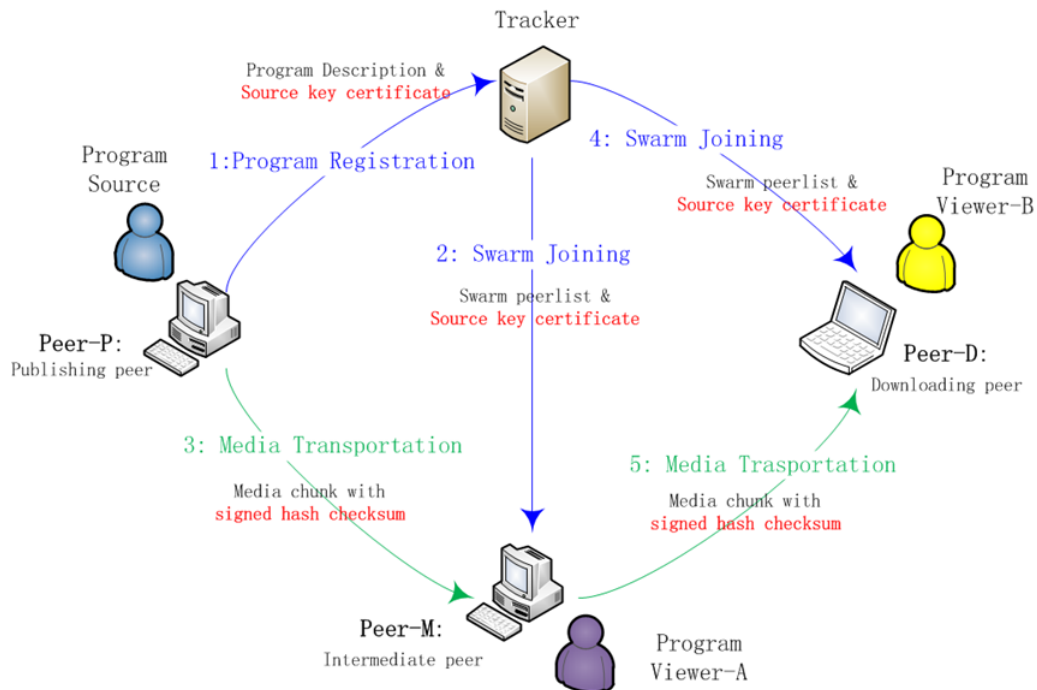 Tracker
Program Description &
Source key certificate
1:Program Registration
4: Swarm Joining
Program
Source
Swarm peerlist &
Source key certificate
Program
Viewer-B
2: Swarm Joining
Swarm peerlist &
Source key certificate
Peer-P:
Publishing peer
Peer-D:
Downloading peer
3: Media Transportation
5: Media Trasportation
Media chunk with
signed hash checksum
Media chunk with
signed hash checksum
Peer-M:
Intermediate peer
Program
Viewer-A